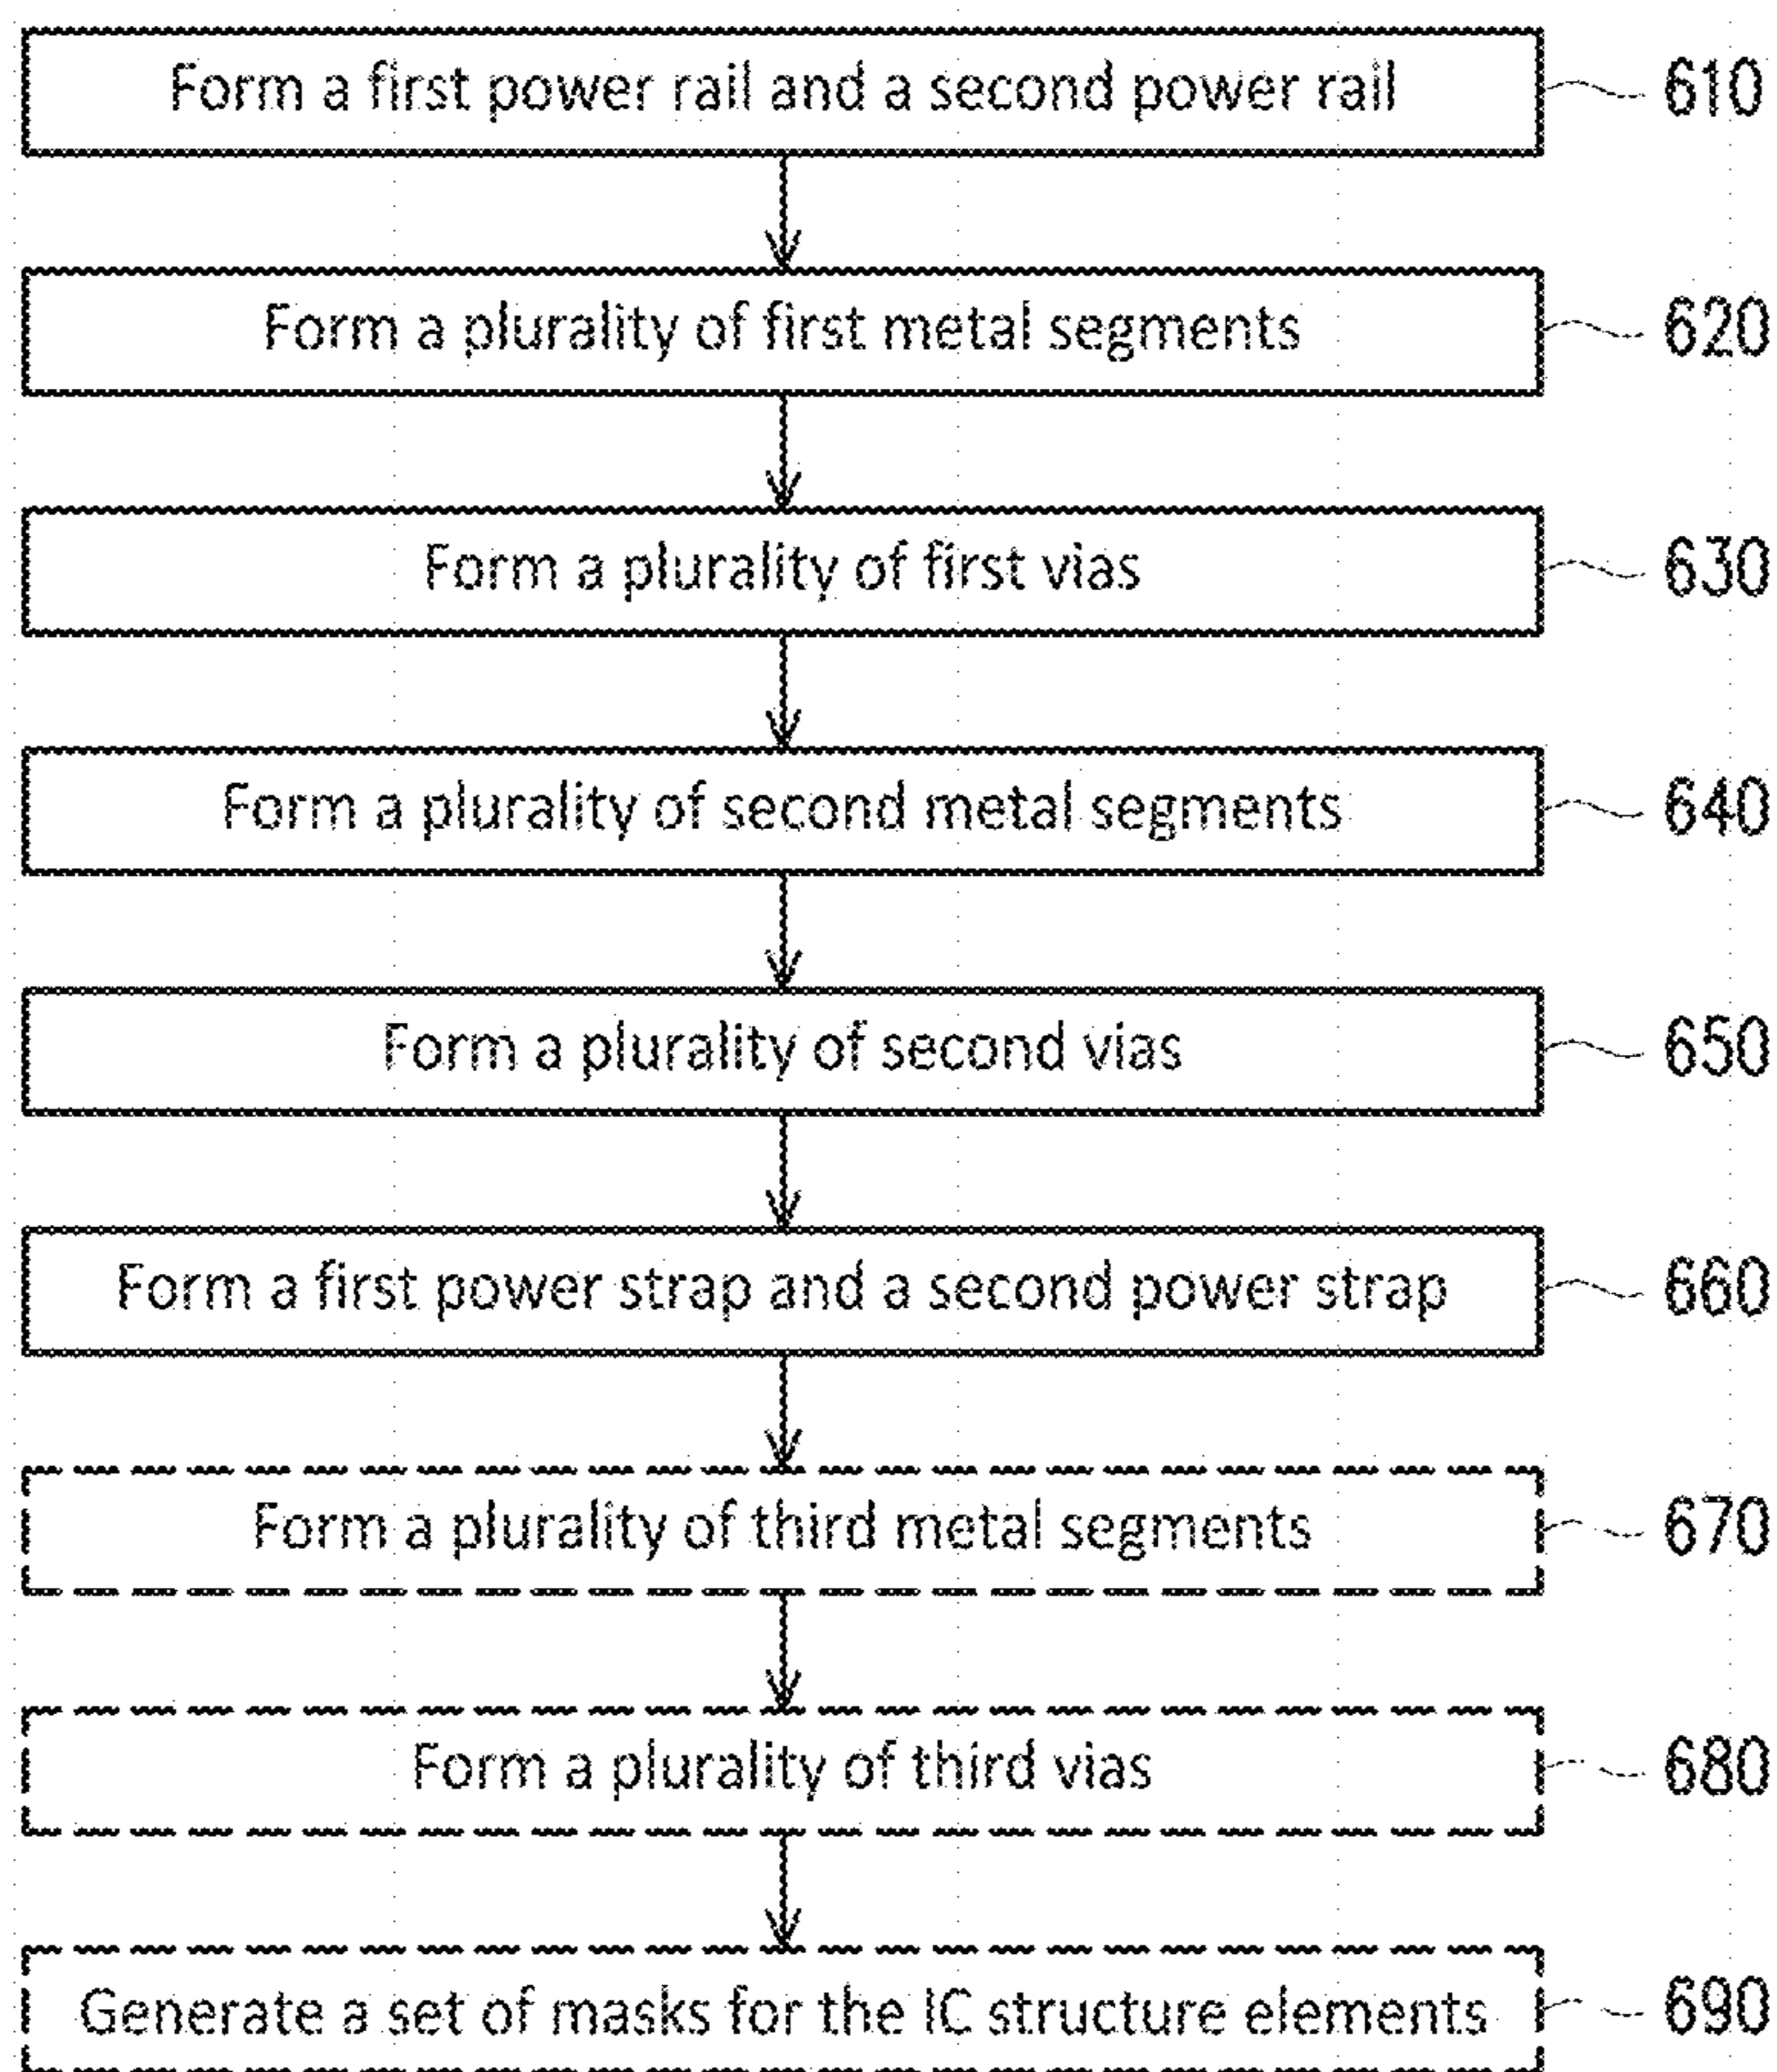 Form a first power rail and a second power rail 610
Form a plurality of first metal segments 620
Form a plurality of first vias 630
Form a plurality of second metal segments 640
Form a plurality of second vias 650
Form a first power strap and a second power strap 660
Form a plurality of third metal segments 670
Form a plurality of third vias 680
Generate a set of masks for the IC structure elements 690